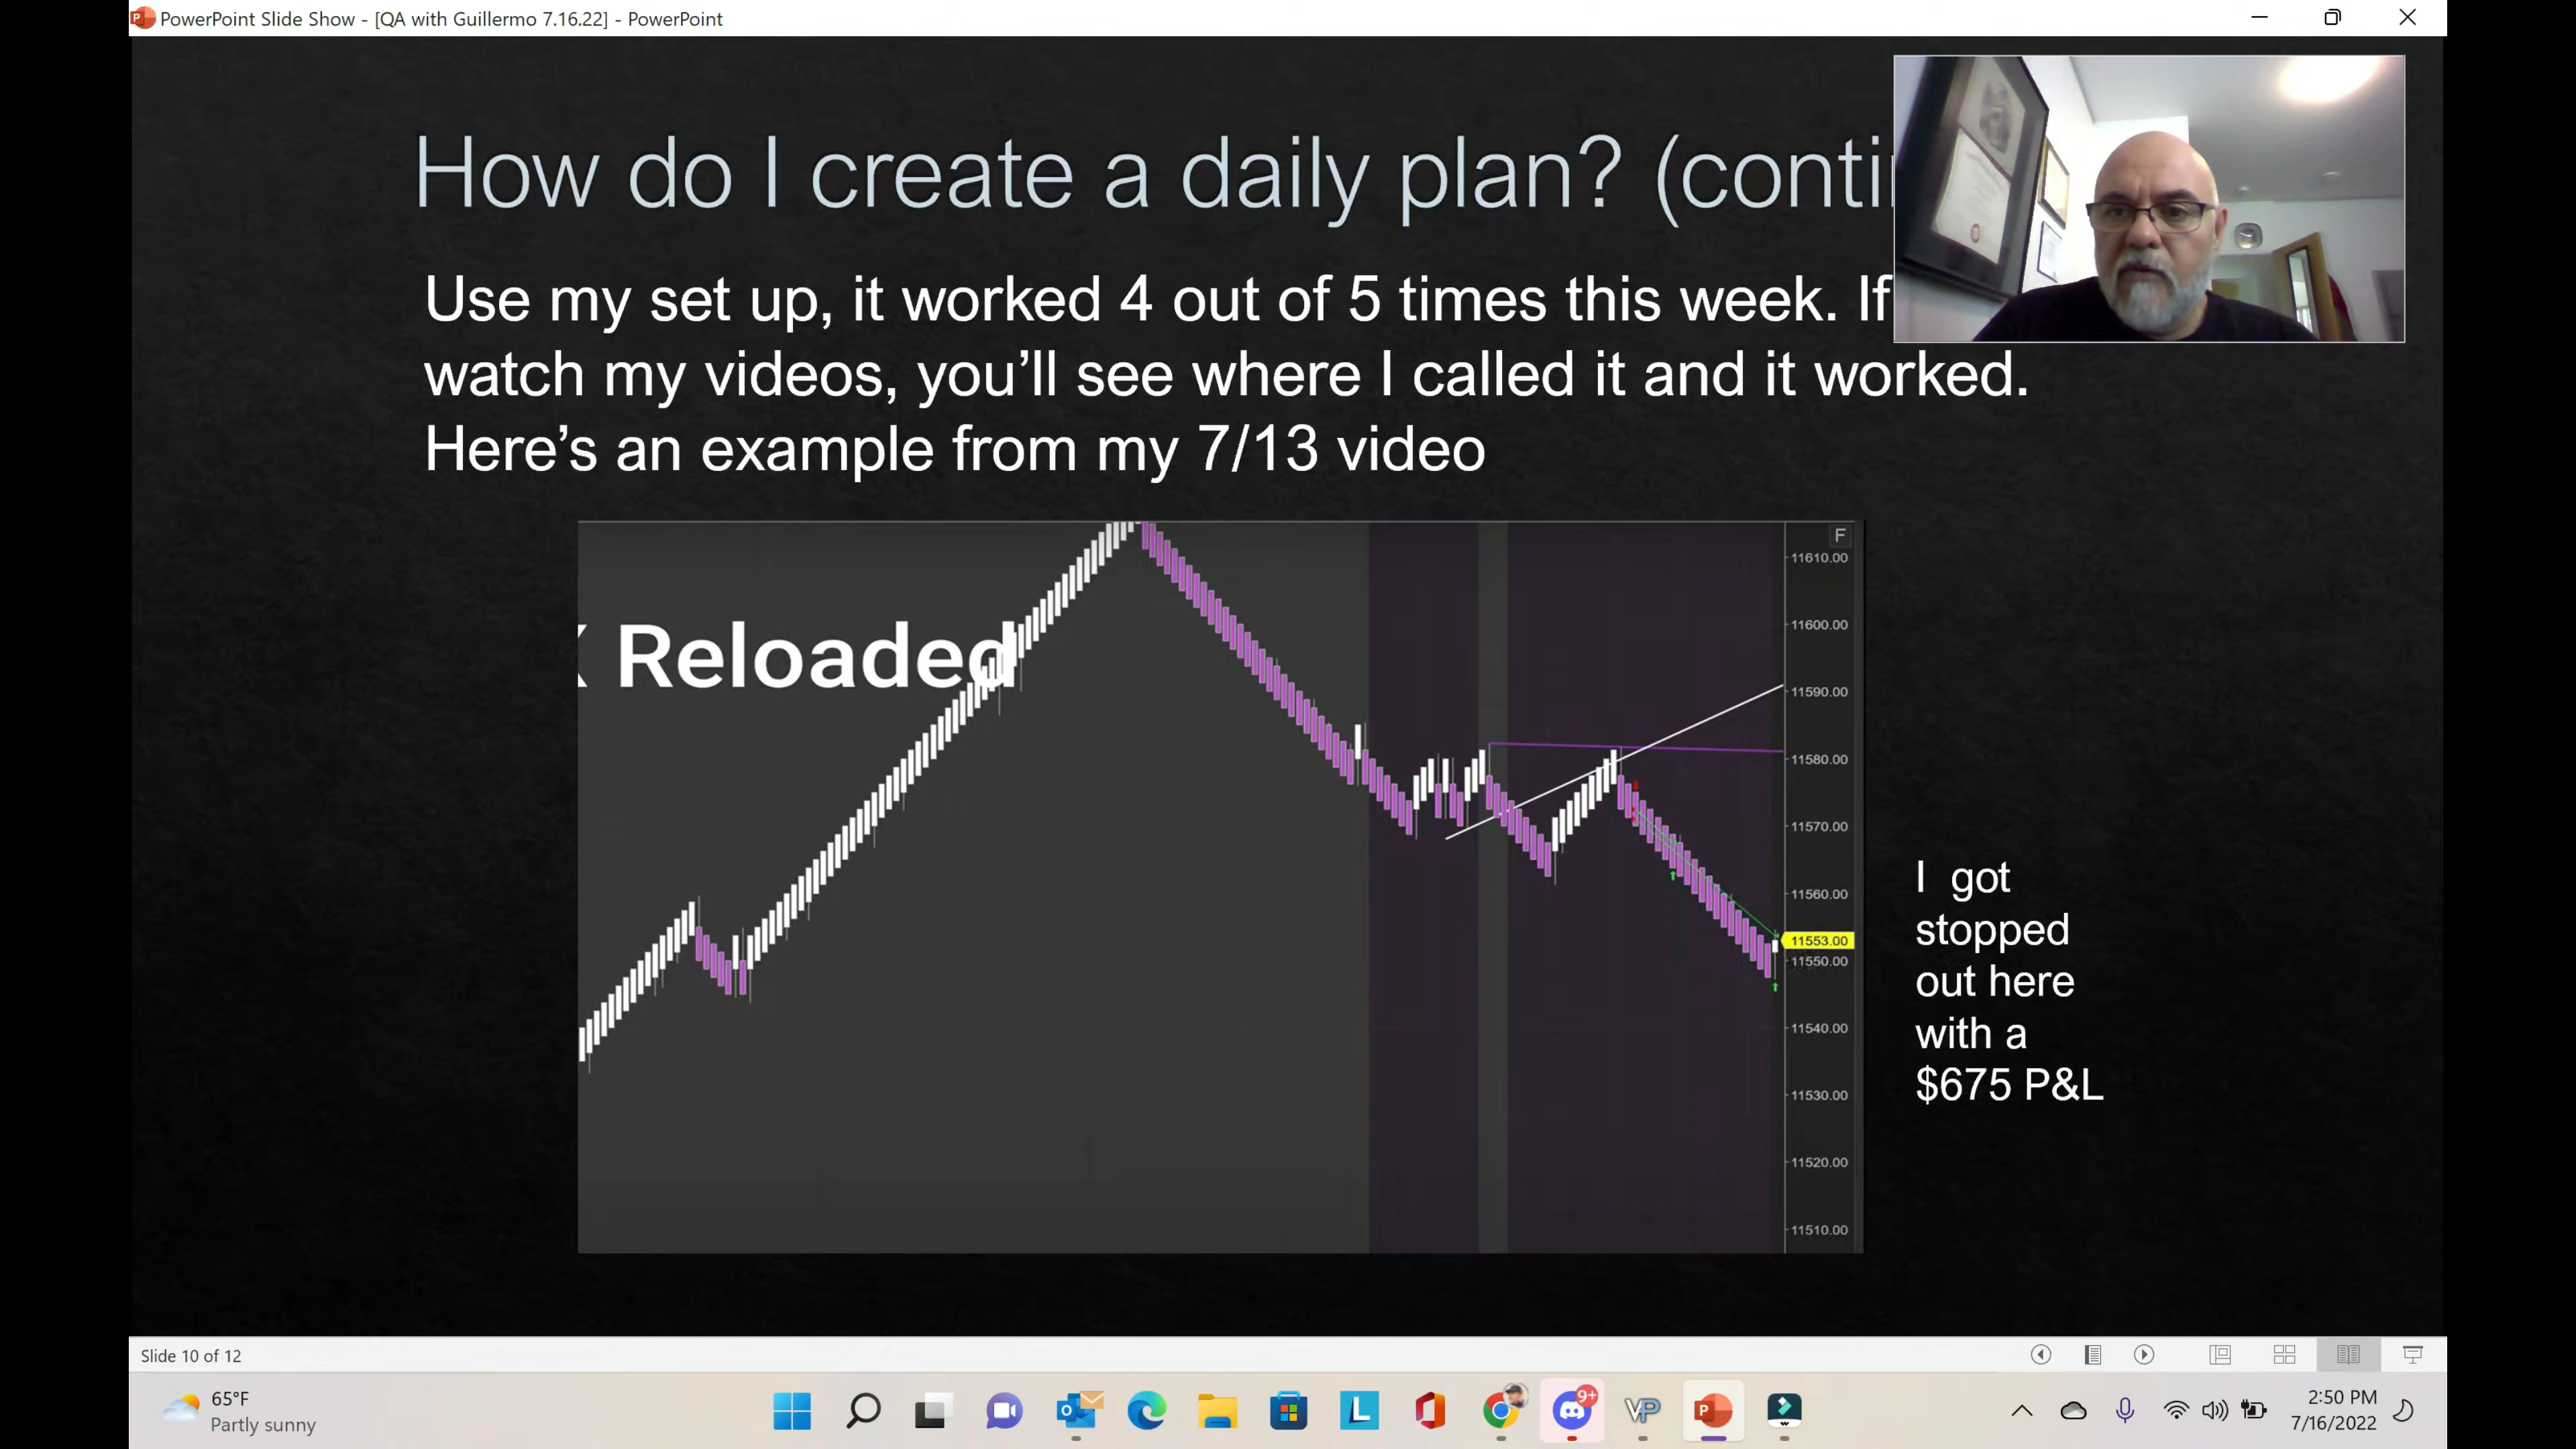 PowerPoint Slide Show - [QA with Guillermo 7.16.22] - PowerPoint
How do I create a daily plan? (conti
Use my set up, it worked 4 out of 5 times this week. If
watch my videos, you'll see where I called it and it worked.
Here's an example from my 7/13 video
F
Reloaded
11610.00
11600.00
11590.00
11580.00
11570.00
11560.00
11553.00
11550.00
11540.00
11530.00
11520.00
11510.00
I got
stopped
out here
with a
$675 P&L
Slide 10 of 12
65°F
Partly sunny
9+
2:50 PM
7/16/2022